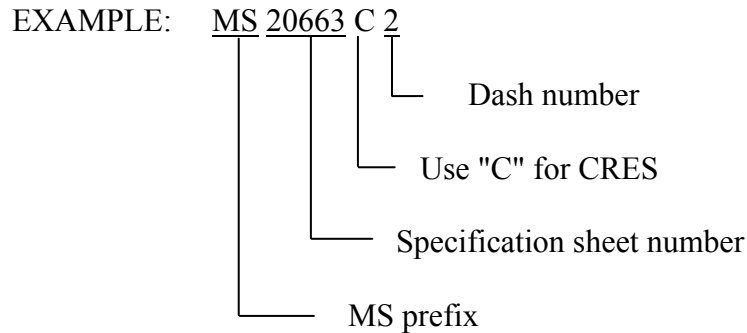 EXAMPLE: MS 20663 C 2
Dash number
Use "C" for CRES
Specification sheet number
MS prefix